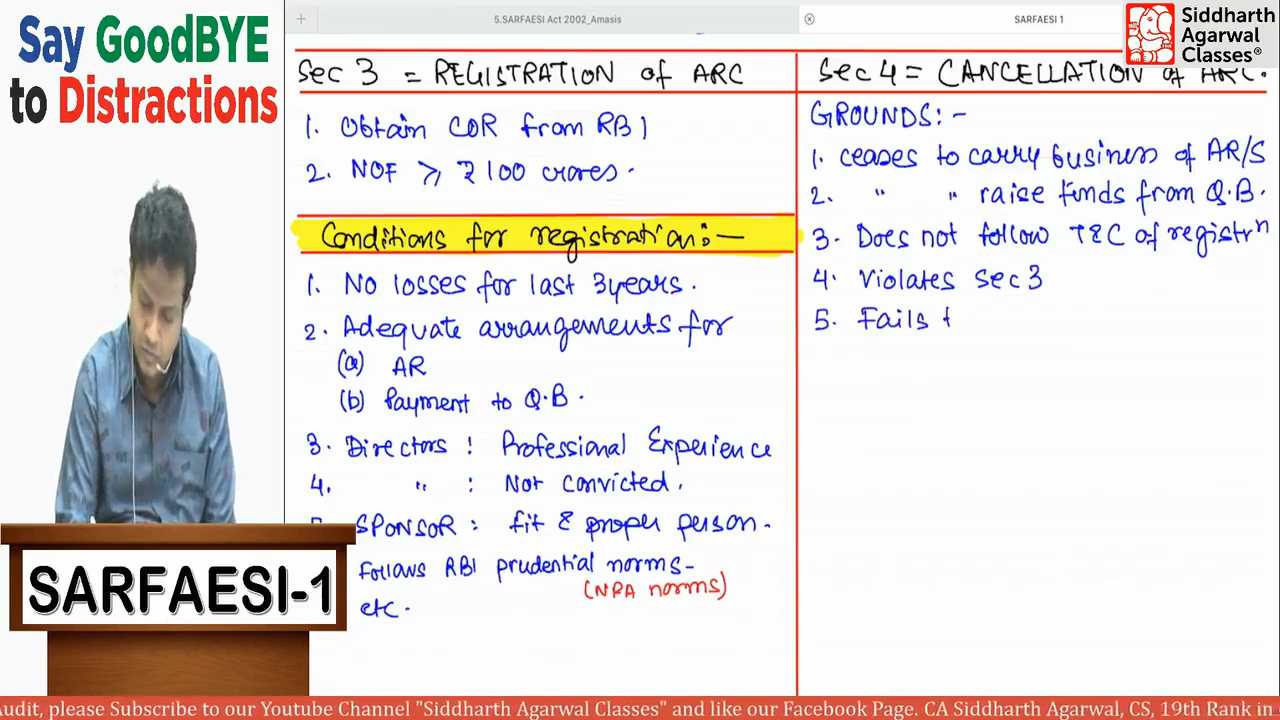 Say GoodBYE
to Distractions
5.SARFAESI Act 2002_Amasis
SARFAESI 1
Siddharth
Agarwal
Classes®
Sec 3 = REGISTRATION of ARC
1. Obtain COR from RBI
2. NOF ≥ ₹100 crores.
Conditions for registration:-
1. No losses for last 3 years.
2. Adequate arrangements for
(a) AR
(b) Payment to Q.B.
3. Directors : Professional Experience
4. " : Not convicted.
SPONSOR : fit & proper person.
Follows RBI prudential norms-
(NPA norms)
etc.
Sec 4 = CANCELLATION of ARC.
GROUNDS:-
1. Ceases to carry business of AR/S
2. " " raise funds from Q.B.
3. Does not follow T&C of registrn
4. Violates sec 3
5. Fails t
SARFAESI-1
Audit, please Subscribe to our Youtube Channel "Siddharth Agarwal Classes" and like our Facebook Page. CA Siddharth Agarwal, CS, 19th Rank in